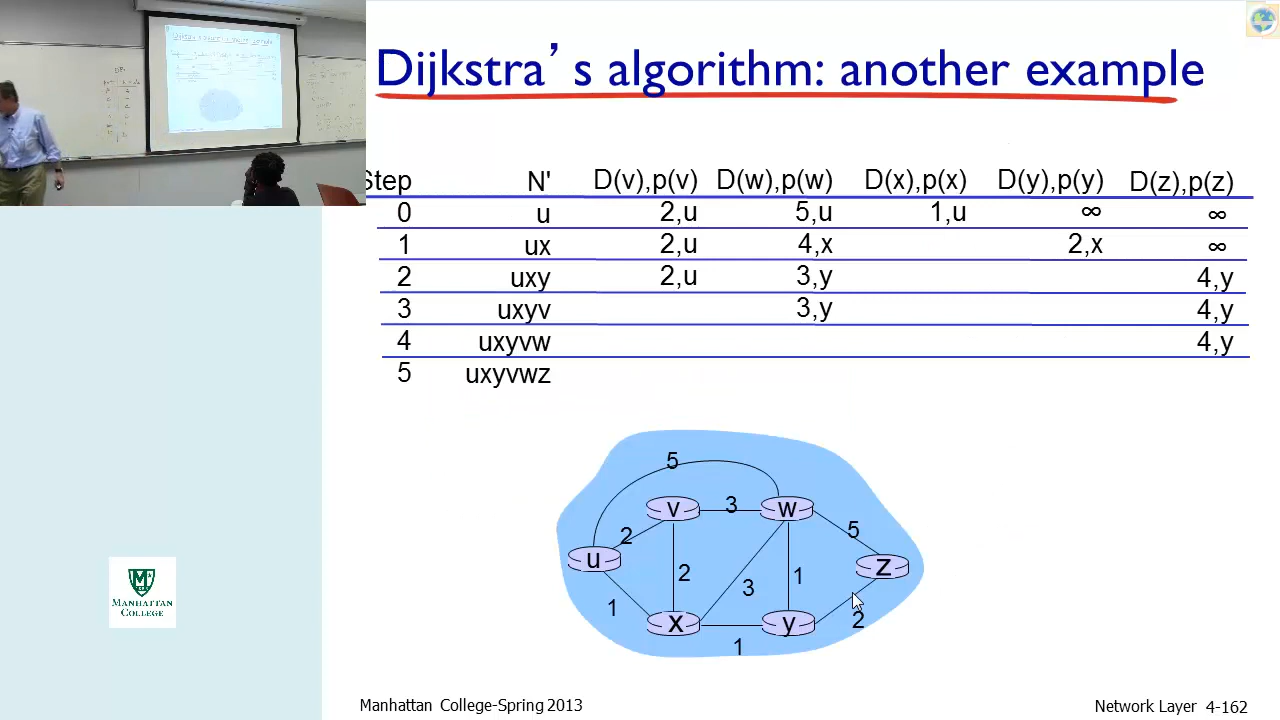 Dijkstra’s algorithm: another example
Step N' D(v),p(v) D(w),p(w) D(x),p(x) D(y),p(y) D(z),p(z)
0 u 2,u 5,u 1,u ∞ ∞
1 ux 2,u 4,x 2,x ∞
2 uxy 2,u 3,y 4,y
3 uxyv 3,y 4,y
4 uxyvw 4,y
5 uxyvwz
5
v 3 w
2 5
u z
2 3 1
1 2
x y
1
MANHATTAN
COLLEGE
Manhattan College-Spring 2013
Network Layer 4-162